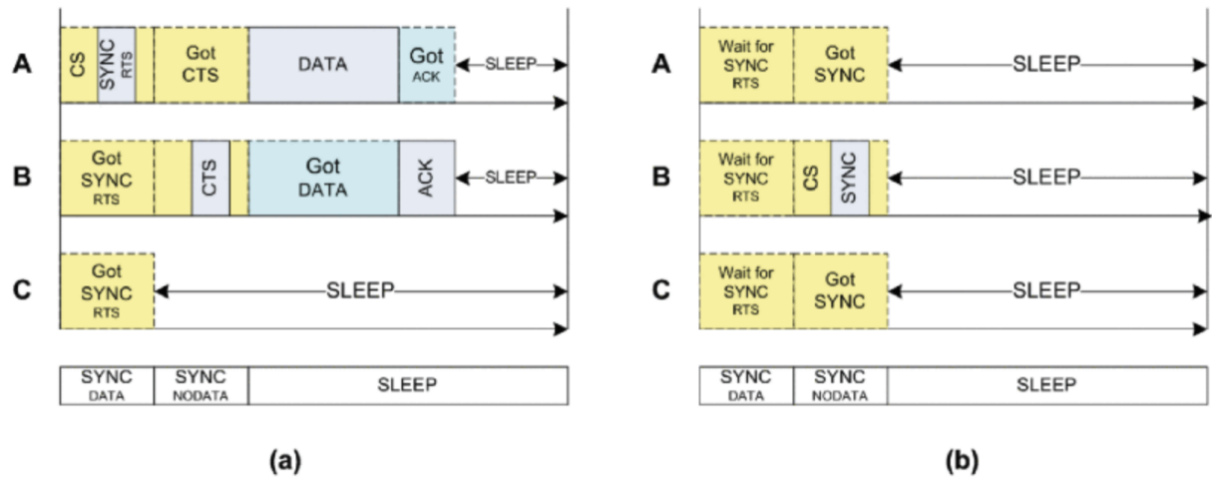 A
CS
SYNC
RTS
Got
CTS
DATA
Got
ACK
SLEEP
B
Got
SYNC
RTS
CTS
Got
DATA
ACK
SLEEP
C
Got
SYNC
RTS
SLEEP
SYNC
DATA
SYNC
NODATA
SLEEP
(a)
A
Wait for
SYNC
RTS
Got
SYNC
SLEEP
B
Wait for
SYNC
RTS
CS
SYNC
SLEEP
C
Wait for
SYNC
RTS
Got
SYNC
SLEEP
SYNC
DATA
SYNC
NODATA
SLEEP
(b)